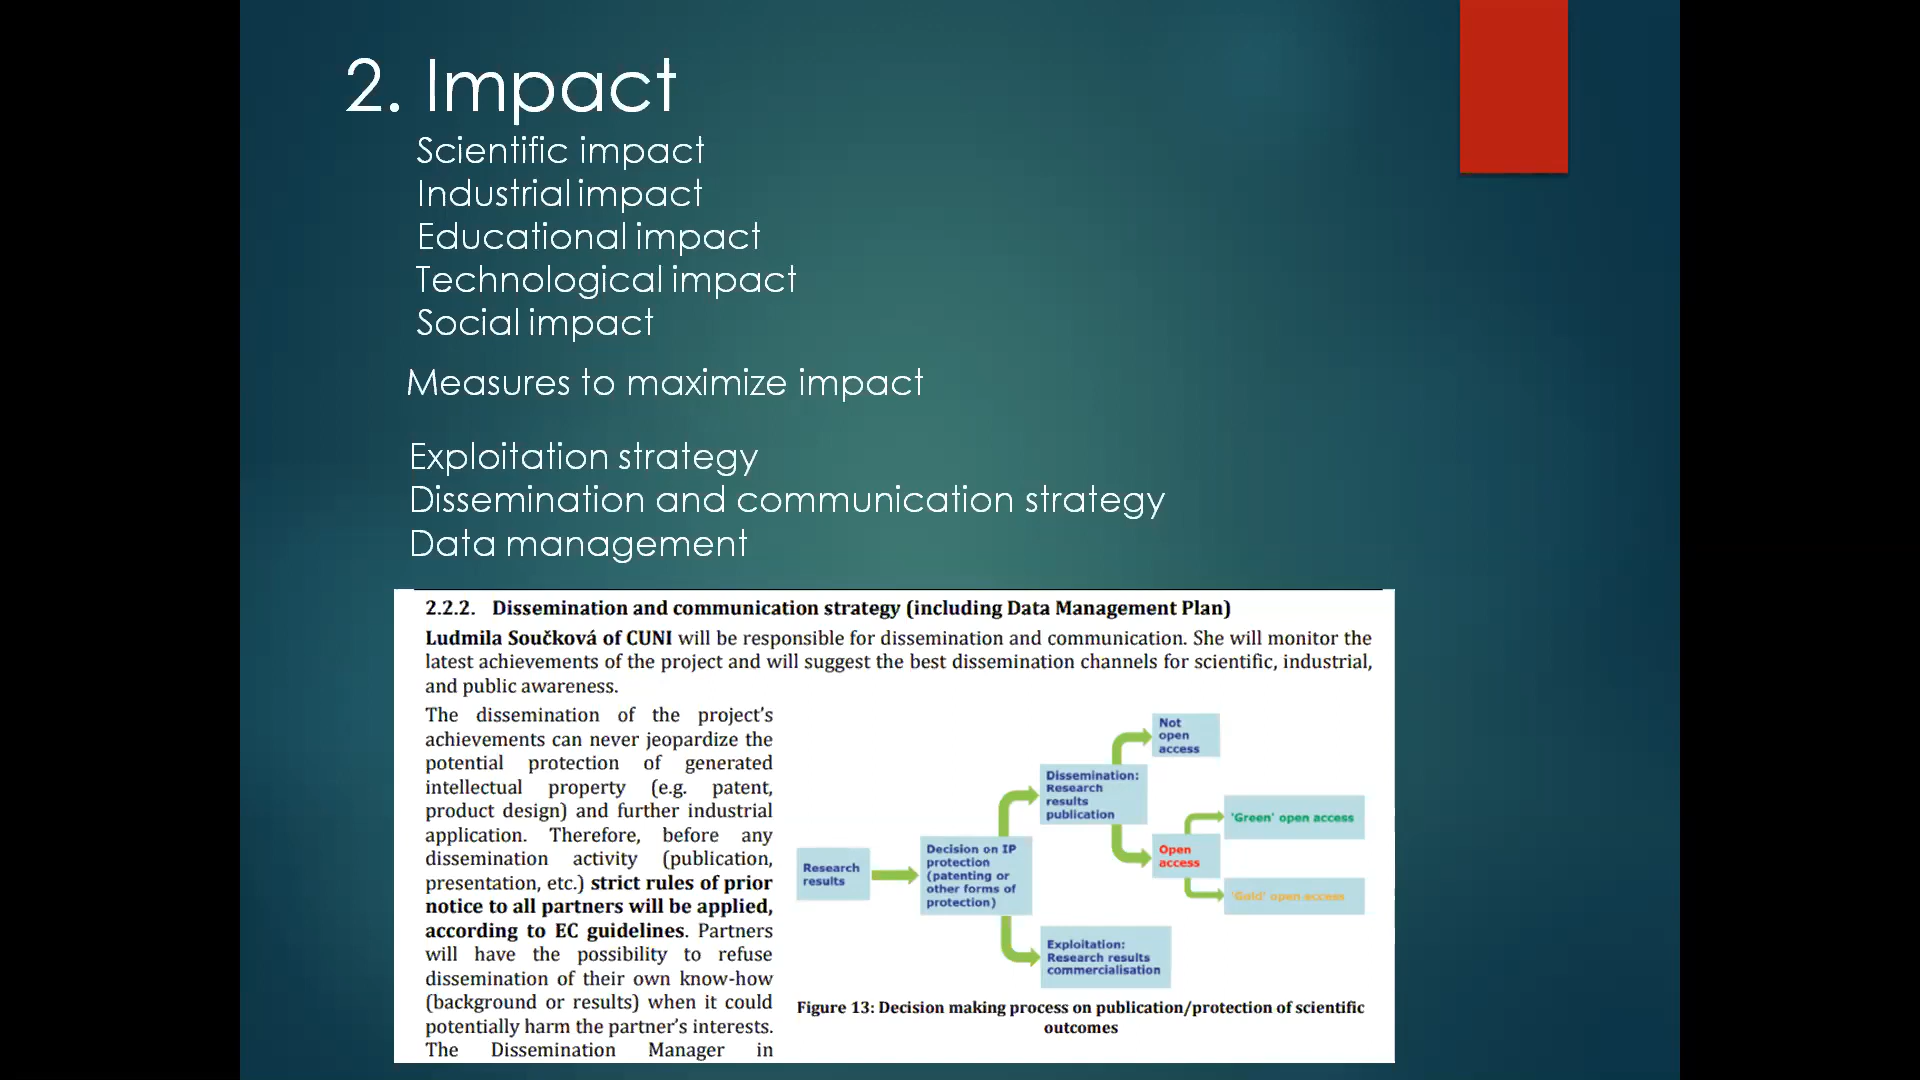 2. Impact
Scientific impact
Industrial impact
Educational impact
Technological impact
Social impact
Measures to maximize impact
Exploitation strategy
Dissemination and communication strategy
Data management
2.2.2. Dissemination and communication strategy (including Data Management Plan)
Ludmila Součková of CUNI will be responsible for dissemination and communication. She will monitor the
latest achievements of the project and will suggest the best dissemination channels for scientific, industrial,
and public awareness.
The dissemination of the project's
achievements can never jeopardize the
potential protection of generated
intellectual property (e.g. patent,
product design) and further industrial
application. Therefore, before any
dissemination activity (publication,
presentation, etc.) strict rules of prior
notice to all partners will be applied,
according to EC guidelines. Partners
will have the possibility to refuse
dissemination of their own know-how
(background or results) when it could
potentially harm the partner's interests.
The Dissemination Manager in
Research
results
Decision on IP
protection
(patenting or
other forms of
protection)
Dissemination:
Research
results
publication
Not
open
access
Open
access
'Green' open access
'Gold' open access
Exploitation:
Research results
commercialisation
Figure 13: Decision making process on publication/protection of scientific
outcomes